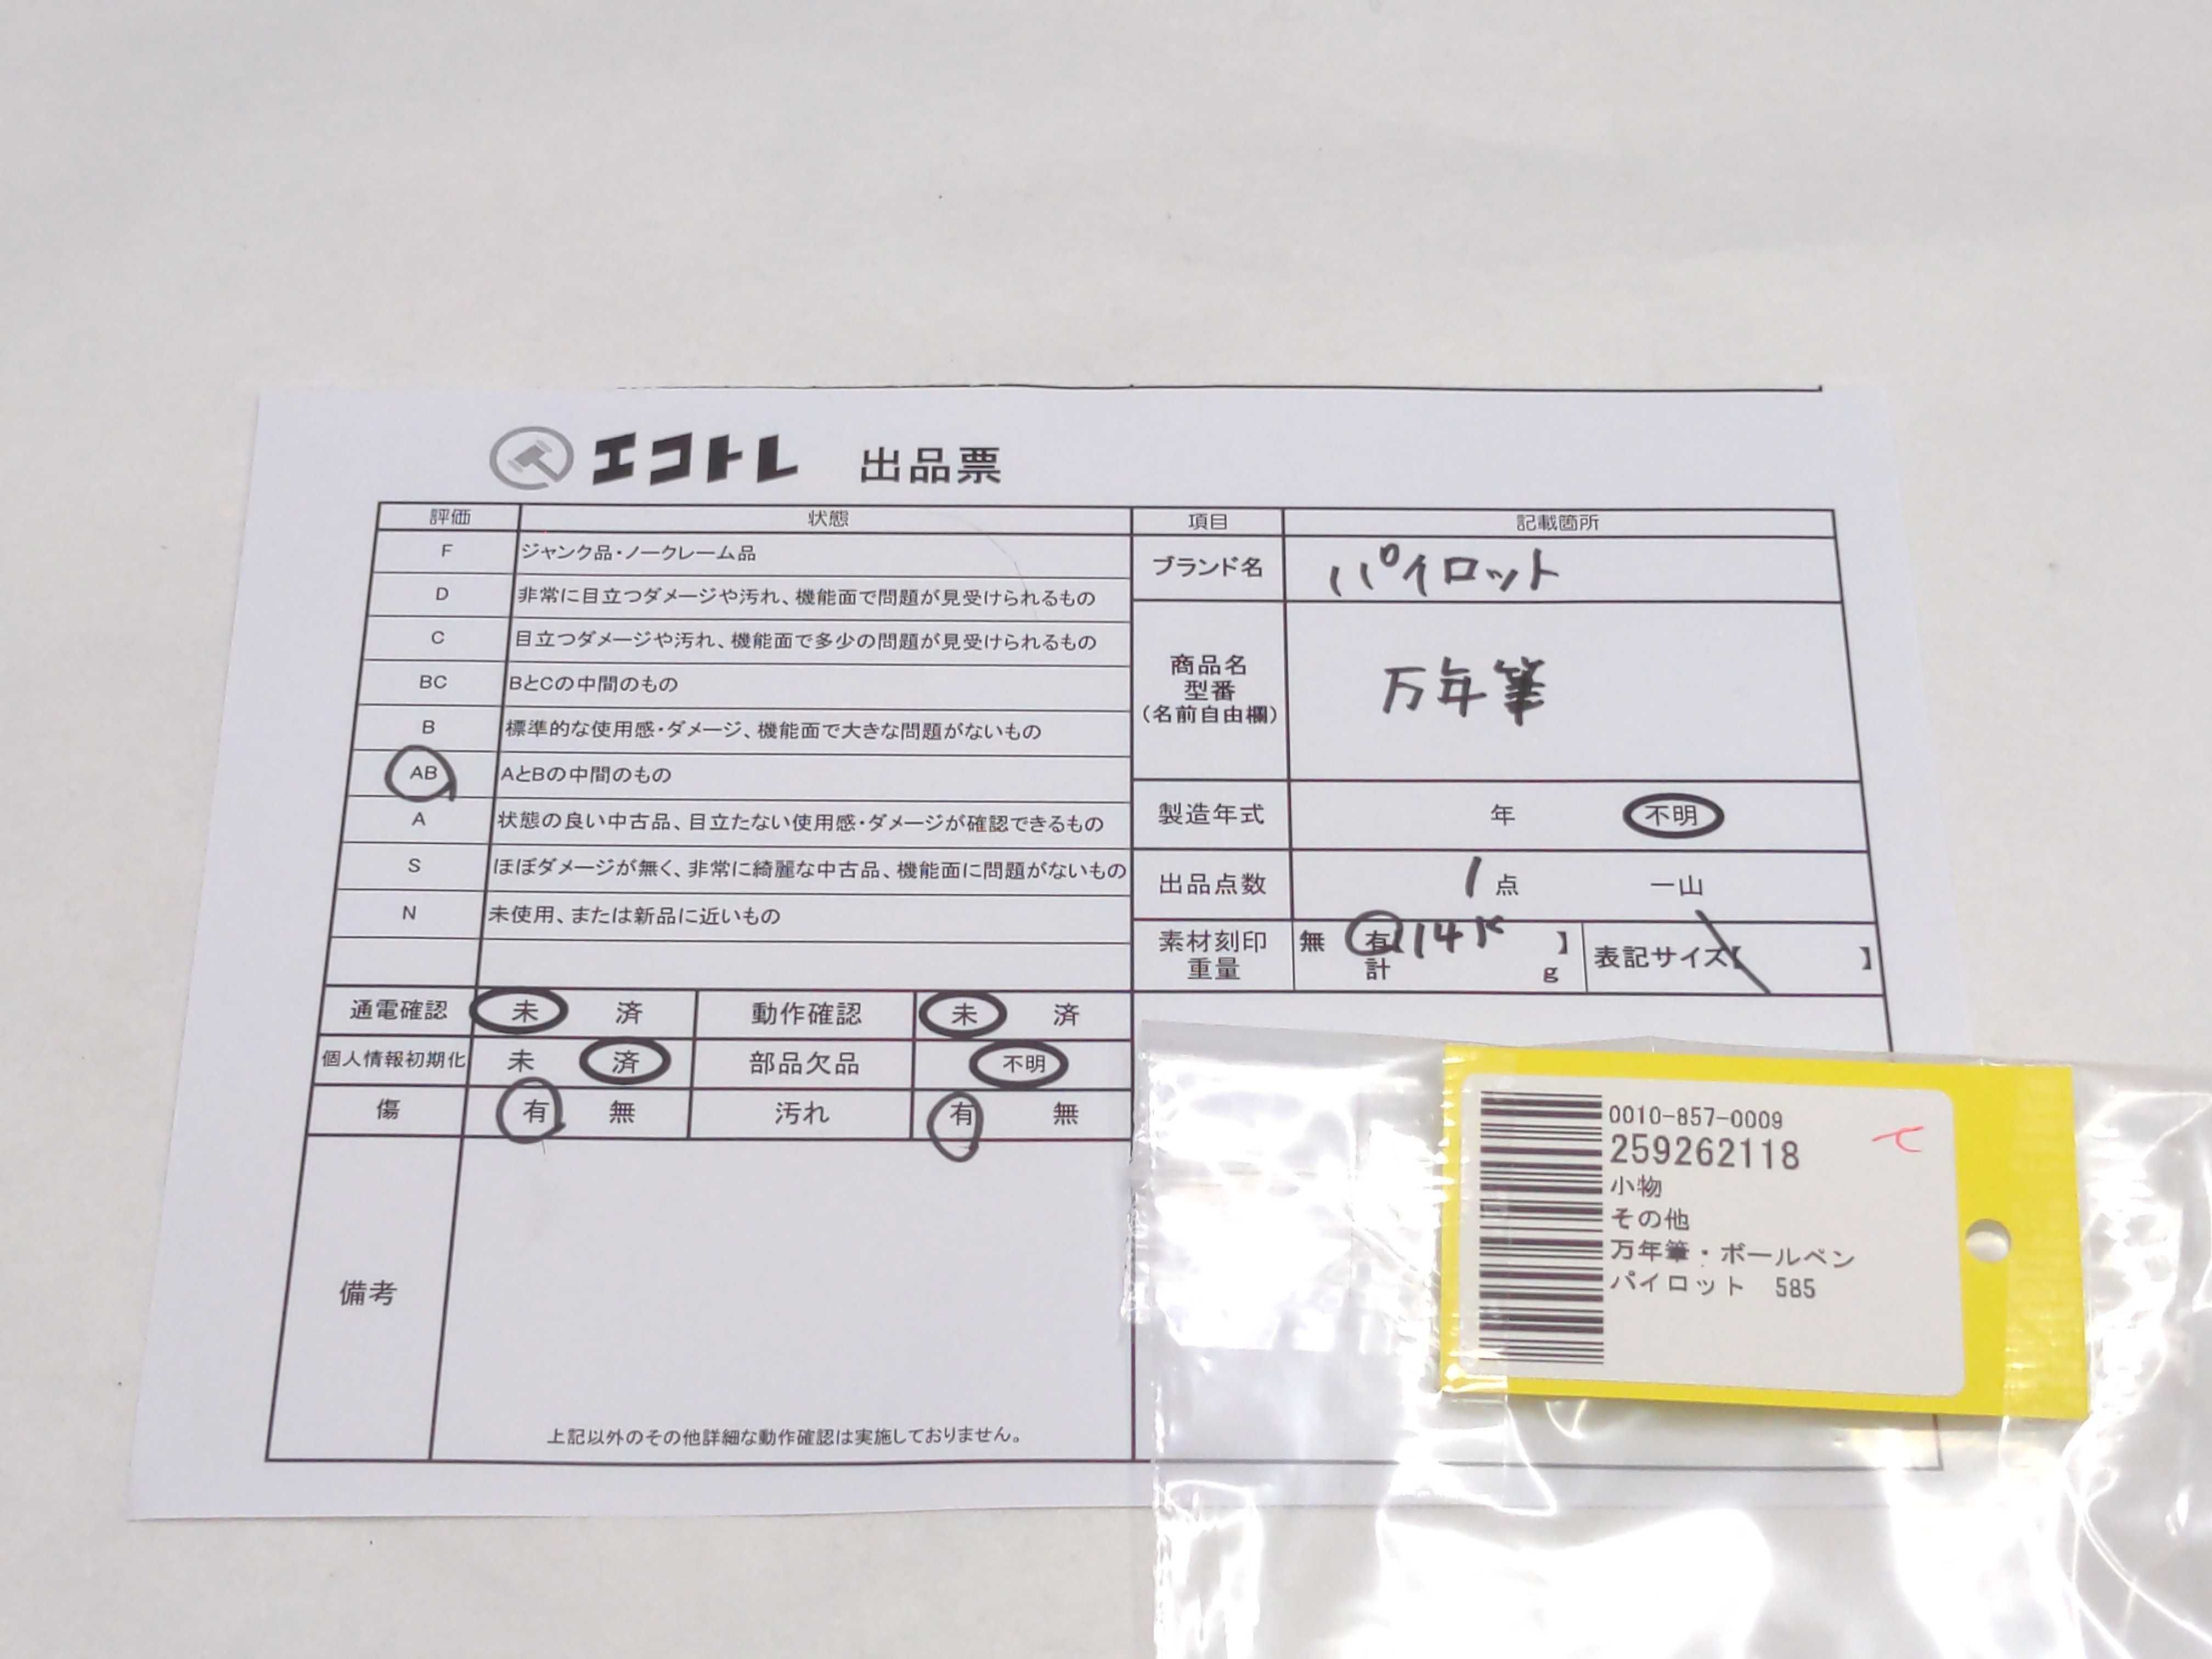 エコトレ 出品票
評価 状態 項目 記載箇所
F ジャンク品・ノークレーム品
D 非常に目立つダメージや汚れ、機能面で問題が見受けられるもの
C 目立つダメージや汚れ、機能面で多少の問題が見受けられるもの
BC BとCの中間のもの
B 標準的な使用感・ダメージ、機能面で大きな問題がないもの
AB AとBの中間のもの
A 状態の良い中古品、目立たない使用感・ダメージが確認できるもの
S ほぼダメージが無く、非常に綺麗な中古品、機能面に問題がないもの
N 未使用、または新品に近いもの
ブランド名 パイロット
商品名
型番
(名前自由欄)
万年筆
製造年式 年 不明
出品点数 1 点 一山
素材刻印 無 有【14K 】
重量 計 g
表記サイズ【 】
通電確認 未 済 動作確認 未 済
個人情報初期化 未 済 部品欠品 不明
傷 有 無 汚れ 有 無
備考
上記以外のその他詳細な動作確認は実施しておりません。
0010-857-0009
259262118
小物
その他
万年筆・ボールペン
パイロット 585